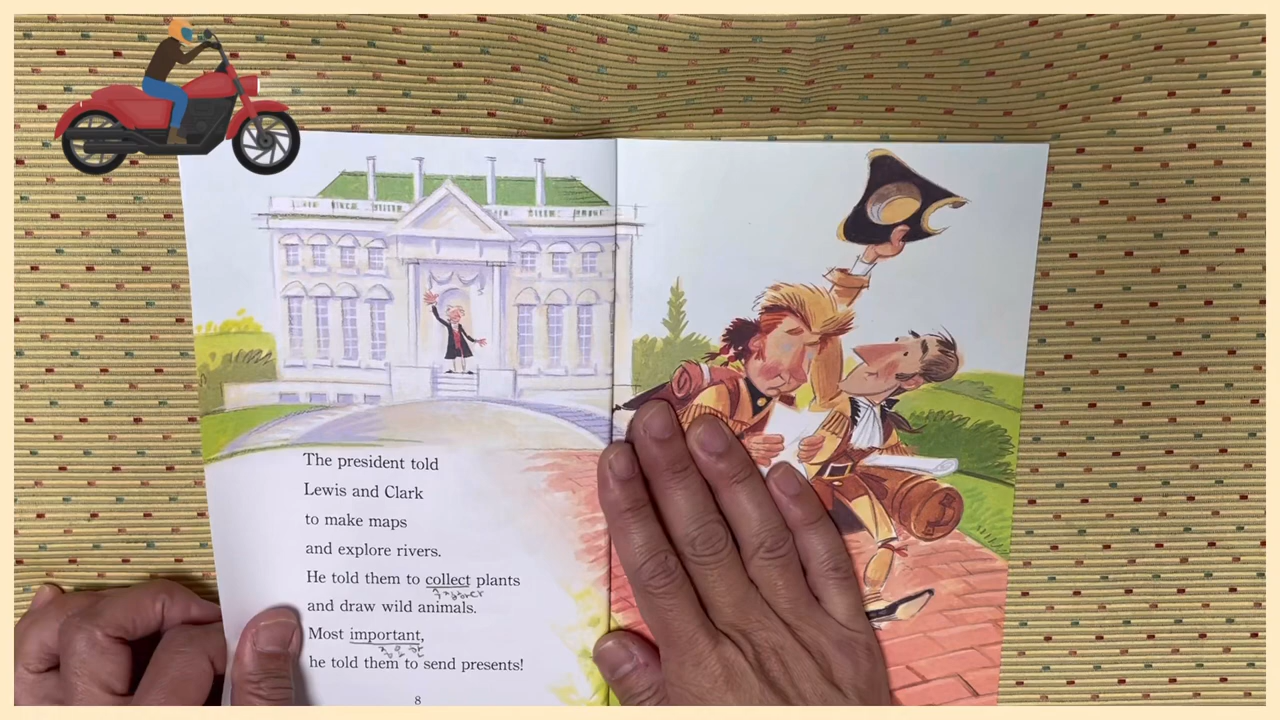 The president told
Lewis and Clark
to make maps
and explore rivers.
He told them to collect plants
and draw wild animals.
Most important,
he told them to send presents!
8